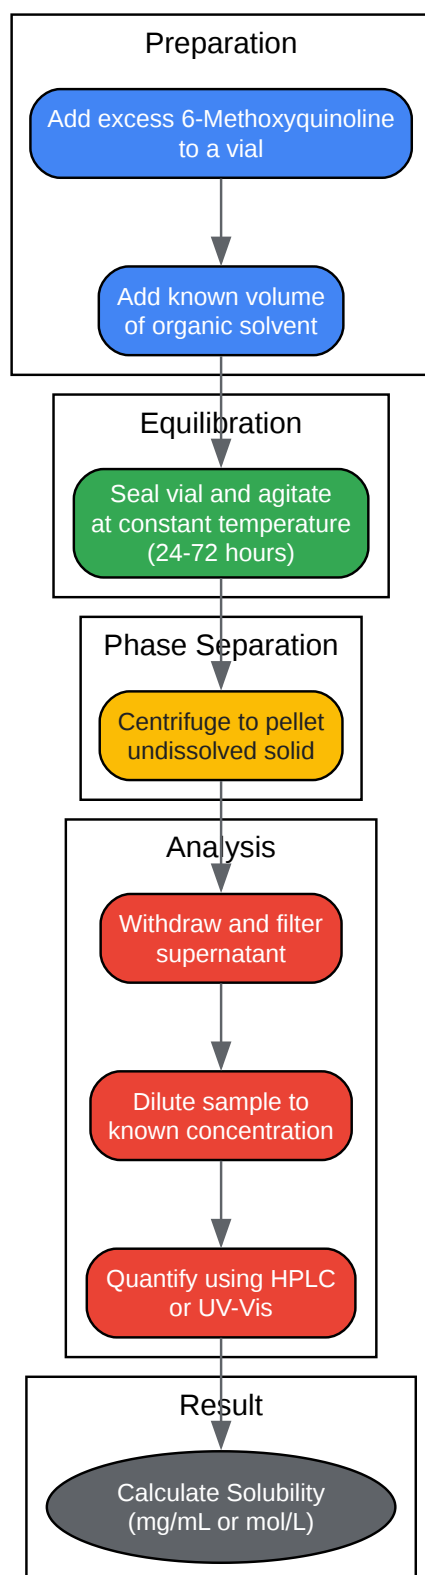 Preparation
Add excess 6-Methoxyquinoline
to a vial
Add known volume
of organic solvent
Equilibration
Seal vial and agitate
at constant temperature
(24-72 hours)
Phase Separation
Centrifuge to pellet
undissolved solid
Analysis
Withdraw and filter
supernatant
Dilute sample to
known concentration
Quantify using HPLC
or UV-Vis
Result
Calculate Solubility
(mg/mL or mol/L)